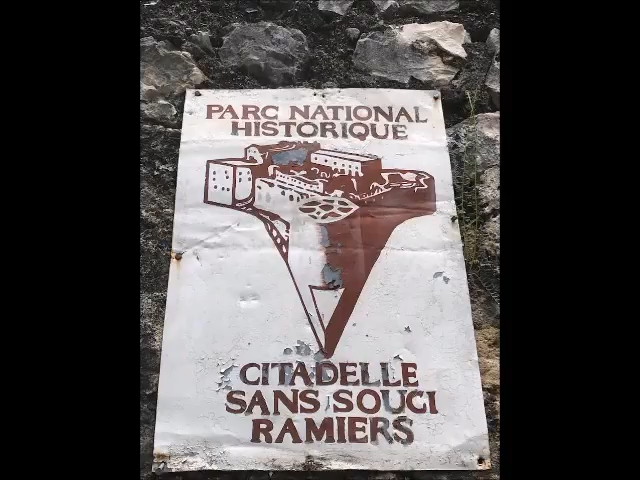 PARC NATIONAL
HISTORIQUE
CITADELLE
SANS SOUCI
RAMIERS